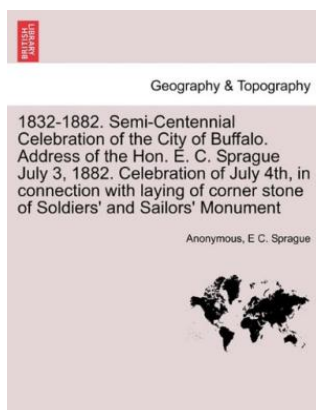 BRITISH
LIBRARY
Geography & Topography
1832-1882. Semi-Centennial
Celebration of the City of Buffalo.
Address of the Hon. E. C. Sprague
July 3, 1882. Celebration of July 4th, in
connection with laying of corner stone
of Soldiers' and Sailors' Monument
Anonymous, E C. Sprague